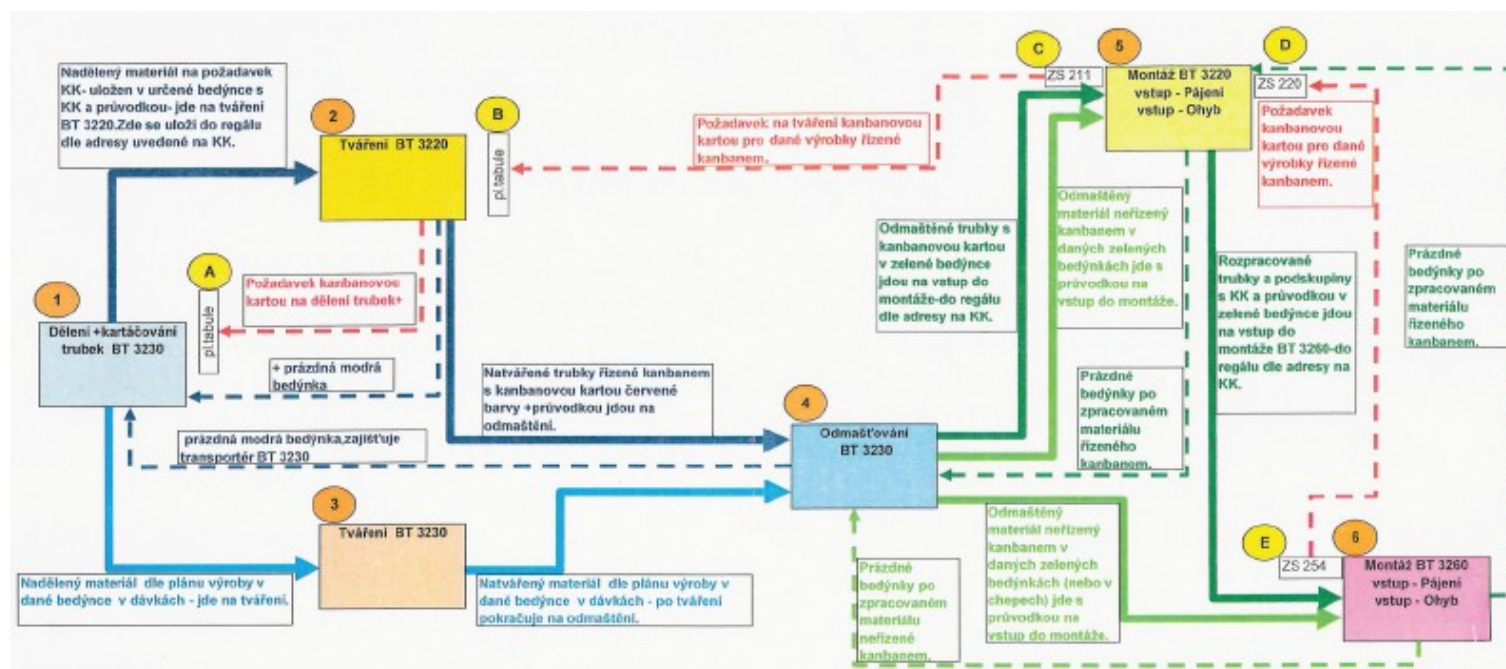 Nadělený materiál na požadavek
KK- uložen v určené bedýnce s
KK a průvodkou- jde na tváření
BT 3220.Zde se uloží do regálu
dle adresy uvedené na KK.
2
Tváření BT 3220
B
pl.tabule
C
ZS 211
5
Montáž BT 3220
vstup - Pájení
vstup - Ohyb
D
ZS 220
Požadavek na tváření kanbanovou
kartou pro dané výrobky řízené
kanbanem.
Požadavek
kanbanovou
kartou pro dané
výrobky řízené
kanbanem.
1
Dělení +kartáčování
trubek BT 3230
A
pl.tabule
Požadavek kanbanovou
kartou na dělení trubek+
+ prázdná modrá
bedýnka
prázdná modrá bedýnka,zajišťuje
transportér BT 3230
Natvářené trubky řízené kanbanem
s kanbanovou kartou červené
barvy +průvodkou jdou na
odmaštění.
Odmaštěné trubky s
kanbanovou kartou
v zelené bedýnce
jdou na vstup do
montáže-do regálu
dle adresy na KK.
Odmaštěný
materiál neřízený
kanbanem v
daných zelených
bedýnkách jde s
průvodkou na
vstup do montáže.
Rozpracované
trubky a podskupiny
s KK a průvodkou v
zelené bedýnce jdou
na vstup do
montáže BT 3260-do
regálu dle adresy na
KK.
Prázdné
bedýnky po
zpracovaném
materiálu
řízeného
kanbanem.
Prázdné
bedýnky po
zpracovaném
materiálu
řízeného
kanbanem.
4
Odmašťování
BT 3230
3
Tváření BT 3230
Nadělený materiál dle plánu výroby v
dané bedýnce v dávkách - jde na tváření.
Natvářený materiál dle plánu výroby v
dané bedýnce v dávkách - po tváření
pokračuje na odmaštění.
Prázdné
bedýnky po
zpracovaném
materiálu
neřízené
kanbanem.
Odmaštěný
materiál neřízený
kanbanem v
daných zelených
bedýnkách (nebo v
chepech) jde s
průvodkou na
vstup do montáže.
E
ZS 254
6
Montáž BT 3260
vstup - Pájení
vstup - Ohyb